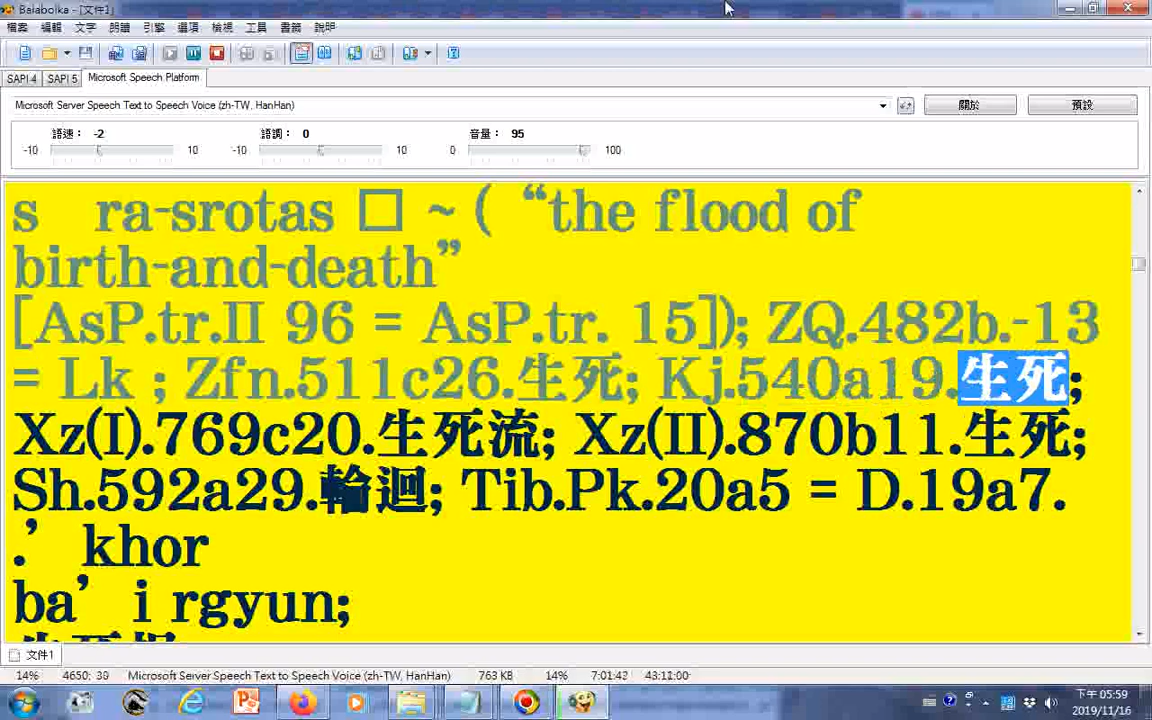 Balabolka - [文件1]
檔案 編輯 文字 朗讀 引擎 選項 檢視 工具 書籤 說明
SAPI 4 SAPI 5 Microsoft Speech Platform
Microsoft Server Speech Text to Speech Voice (zh-TW, HanHan) 關於 預設
語速： -2 語調： 0 音量： 95
-10 10 -10 10 0 100
s ra-srotas □ ~ ( “the flood of
birth-and-death”
[AsP.tr.II 96 = AsP.tr. 15]); ZQ.482b.-13
= Lk ; Zfn.511c26.生死; Kj.540a19.生死;
Xz(I).769c20.生死流; Xz(II).870b11.生死;
Sh.592a29.輪迴; Tib.Pk.20a5 = D.19a7.
.’ khor
ba’ i rgyun;
文件1
14% 4650: 30 Microsoft Server Speech Text to Speech Voice (zh-TW, HanHan) 763 KB 14% 7:01:43 43:11:00
下午 05:59
2019/11/16